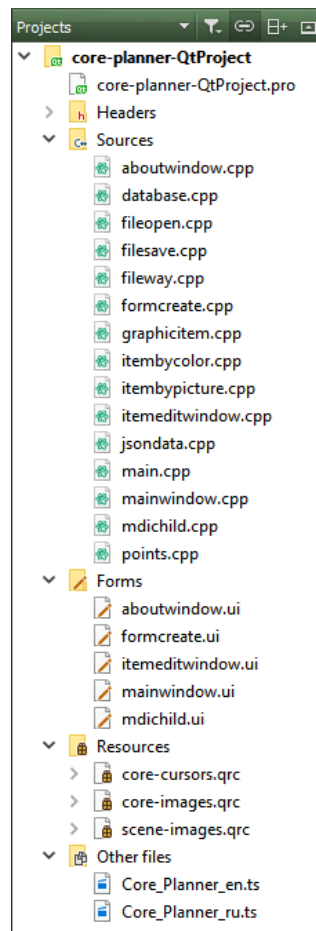 Projects
core-planner-QtProject
core-planner-QtProject.pro
Headers
Sources
aboutwindow.cpp
database.cpp
fileopen.cpp
filesave.cpp
fileway.cpp
formcreate.cpp
graphicitem.cpp
itembycolor.cpp
itembypicture.cpp
itemeditwindow.cpp
jsondata.cpp
main.cpp
mainwindow.cpp
mdichild.cpp
points.cpp
Forms
aboutwindow.ui
formcreate.ui
itemeditwindow.ui
mainwindow.ui
mdichild.ui
Resources
core-cursors.qrc
core-images.qrc
scene-images.qrc
Other files
Core_Planner_en.ts
Core_Planner_ru.ts